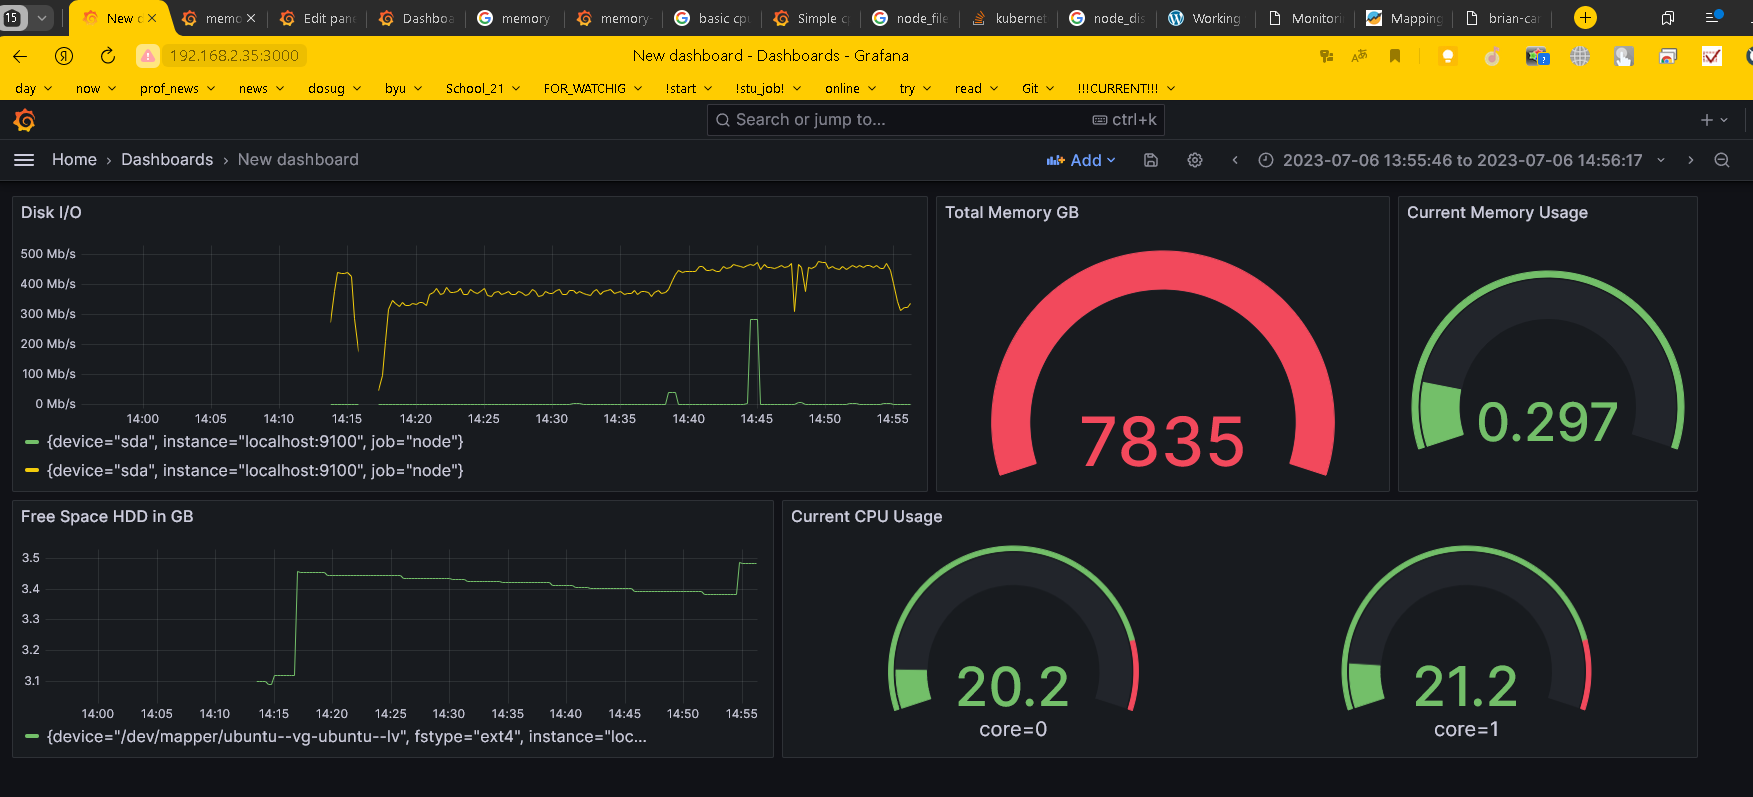 15 New d memo Edit pan Dashboa memory memory- basic cpu Simple c node_file kubernet node_dis Working Monitori Mapping brian-car
192.168.2.35:3000 New dashboard - Dashboards - Grafana
day now prof_news news dosug byu School_21 FOR_WATCHIG !start !stu_job! online try read Git !!!CURRENT!!!
Search or jump to... ctrl+k
Home › Dashboards › New dashboard Add 2023-07-06 13:55:46 to 2023-07-06 14:56:17
Disk I/O
500 Mb/s
400 Mb/s
300 Mb/s
200 Mb/s
100 Mb/s
0 Mb/s
14:00 14:05 14:10 14:15 14:20 14:25 14:30 14:35 14:40 14:45 14:50 14:55
{device="sda", instance="localhost:9100", job="node"}
{device="sda", instance="localhost:9100", job="node"}
Total Memory GB
7835
Current Memory Usage
0.297
Free Space HDD in GB
3.5
3.4
3.3
3.2
3.1
14:00 14:05 14:10 14:15 14:20 14:25 14:30 14:35 14:40 14:45 14:50 14:55
{device="/dev/mapper/ubuntu--vg-ubuntu--lv", fstype="ext4", instance="loc...
Current CPU Usage
20.2
core=0
21.2
core=1